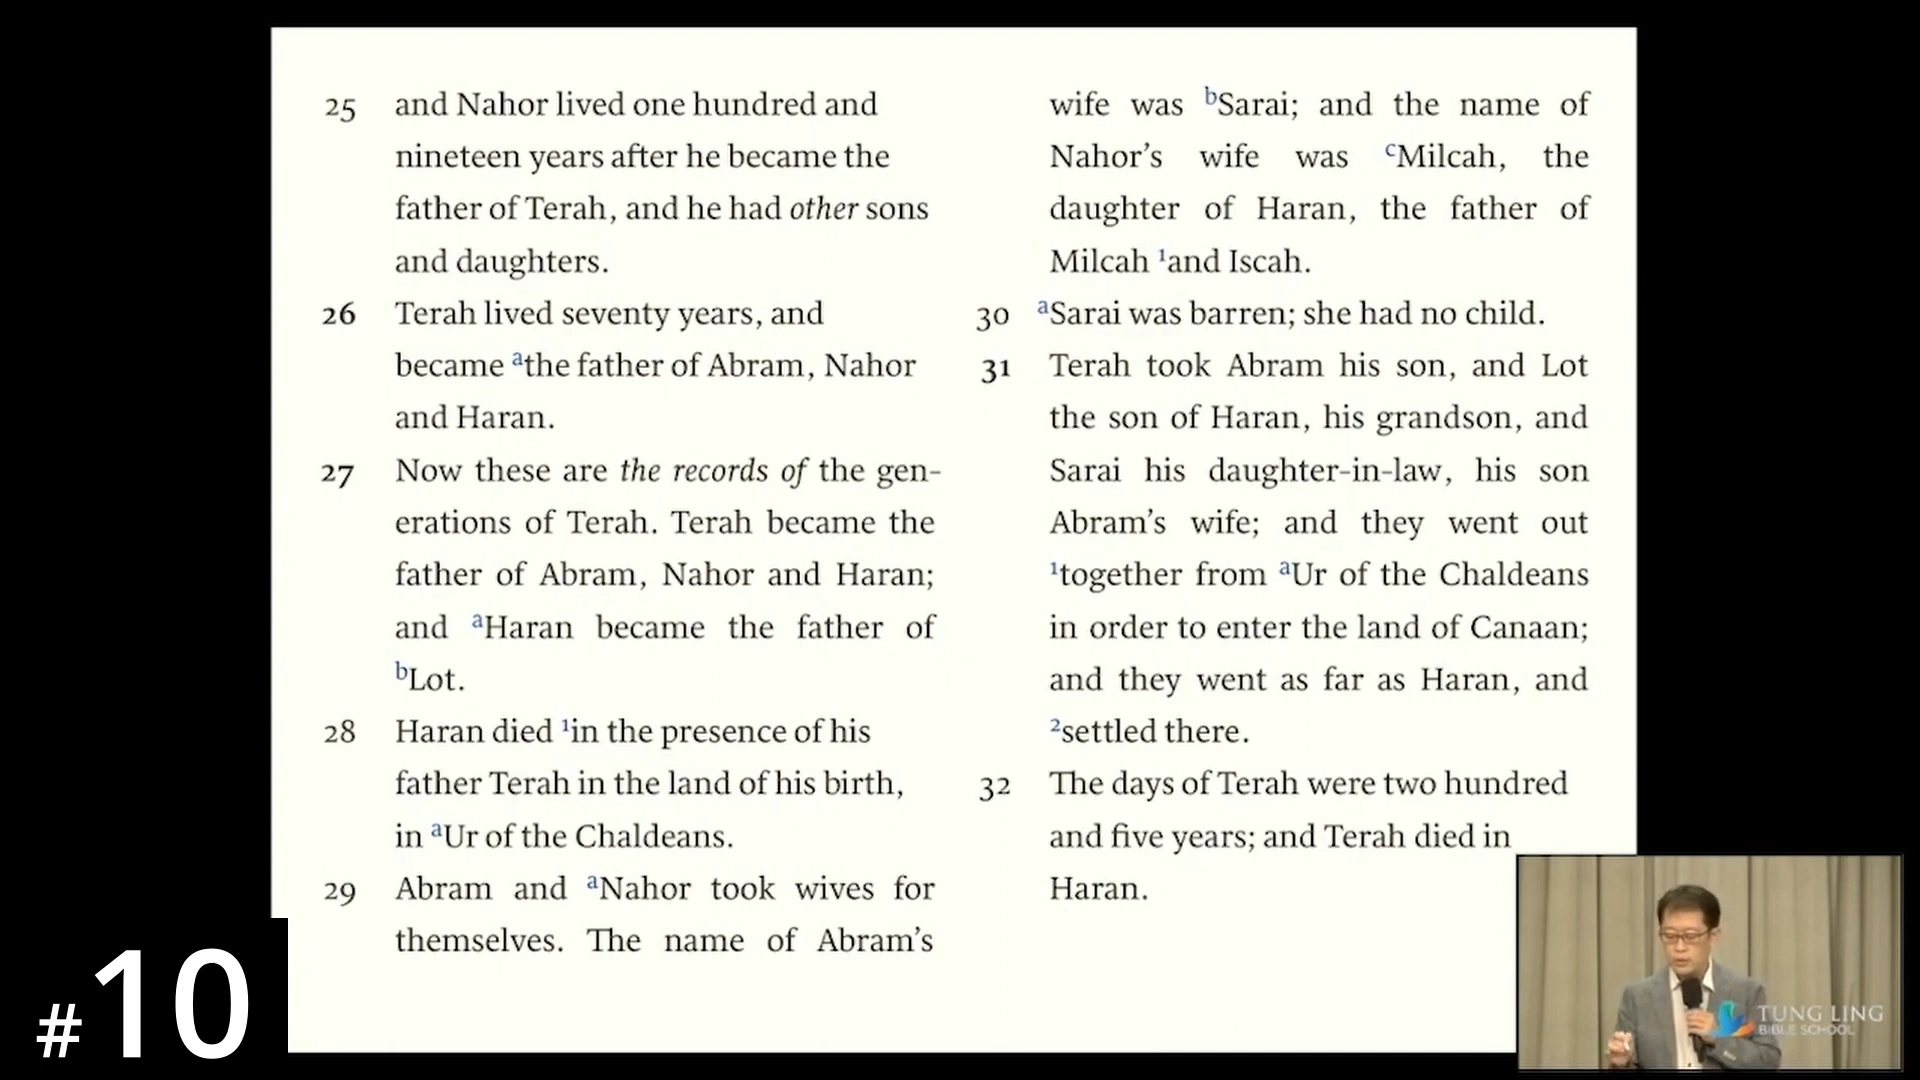 25 and Nahor lived one hundred and
nineteen years after he became the
father of Terah, and he had other sons
and daughters.
26 Terah lived seventy years, and
became ᵃthe father of Abram, Nahor
and Haran.
27 Now these are the records of the gen-
erations of Terah. Terah became the
father of Abram, Nahor and Haran;
and ᵃHaran became the father of
ᵇLot.
28 Haran died ¹in the presence of his
father Terah in the land of his birth,
in ᵃUr of the Chaldeans.
29 Abram and ᵃNahor took wives for
themselves. The name of Abram’s
wife was ᵇSarai; and the name of
Nahor’s wife was ᶜMilcah, the
daughter of Haran, the father of
Milcah ¹and Iscah.
30 ᵃSarai was barren; she had no child.
31 Terah took Abram his son, and Lot
the son of Haran, his grandson, and
Sarai his daughter-in-law, his son
Abram’s wife; and they went out
¹together from ᵃUr of the Chaldeans
in order to enter the land of Canaan;
and they went as far as Haran, and
²settled there.
32 The days of Terah were two hundred
and five years; and Terah died in
Haran.
#10
TUNG LING
BIBLE SCHOOL